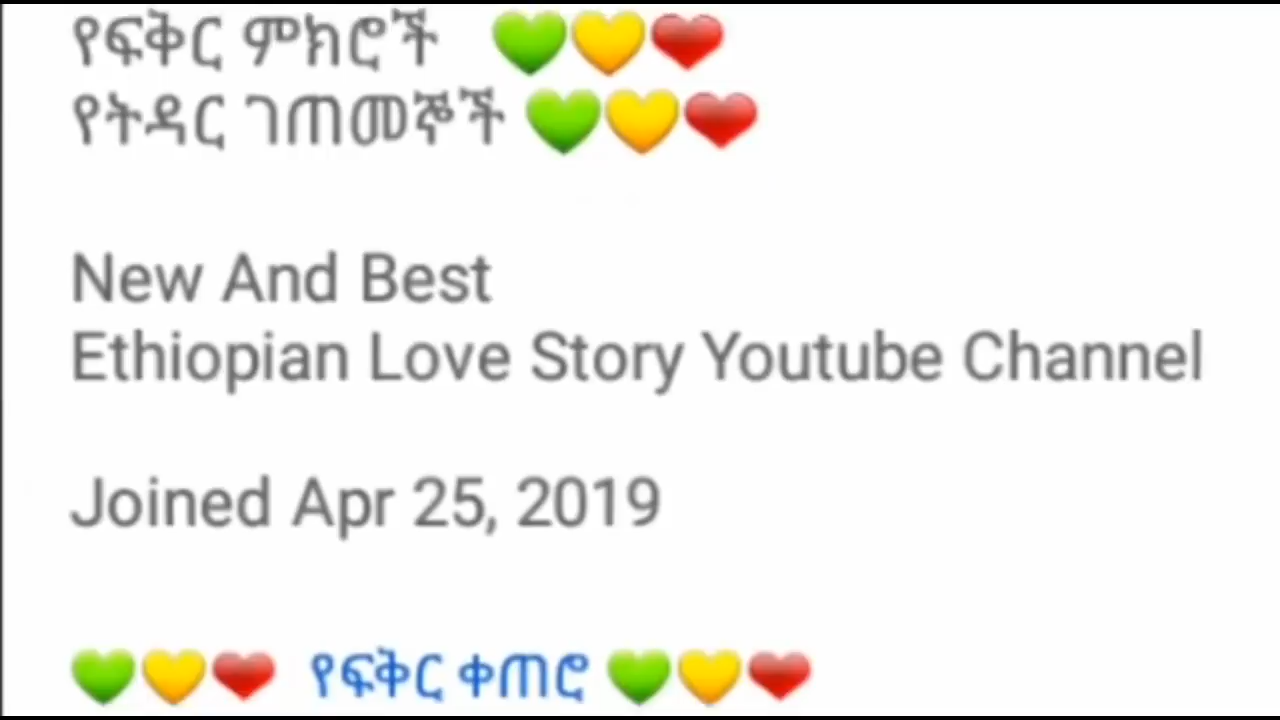 የፍቅር ምክሮች 💚💛❤
የትዳር ገጠመኞች 💚💛❤
New And Best
Ethiopian Love Story Youtube Channel
Joined Apr 25, 2019
💚💛❤ የፍቅር ቀጠሮ 💚💛❤